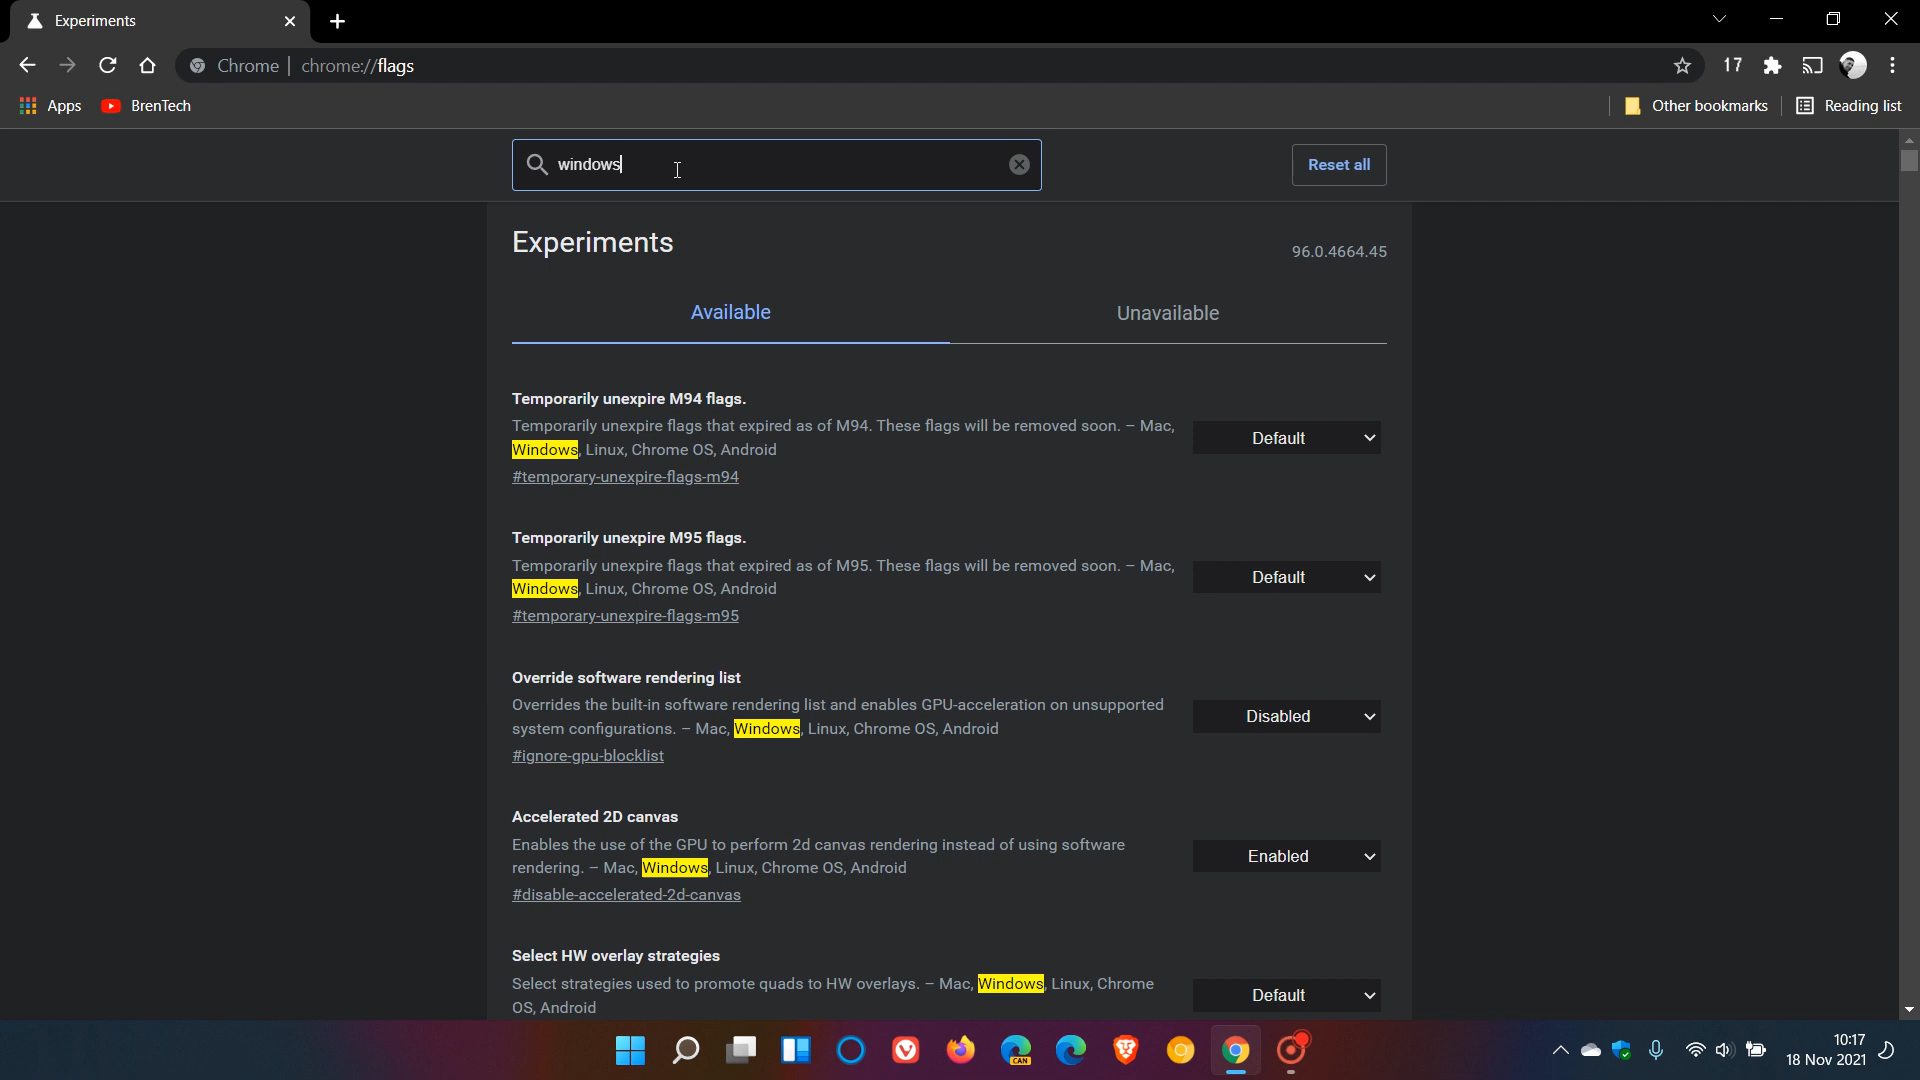 Experiments
Chrome | chrome://flags
17
Apps BrenTech Other bookmarks Reading list
windows Reset all
Experiments
96.0.4664.45
Available Unavailable
Temporarily unexpire M94 flags.
Temporarily unexpire flags that expired as of M94. These flags will be removed soon. – Mac,
Windows, Linux, Chrome OS, Android
#temporary-unexpire-flags-m94
Default
Temporarily unexpire M95 flags.
Temporarily unexpire flags that expired as of M95. These flags will be removed soon. – Mac,
Windows, Linux, Chrome OS, Android
#temporary-unexpire-flags-m95
Default
Override software rendering list
Overrides the built-in software rendering list and enables GPU-acceleration on unsupported
system configurations. – Mac, Windows, Linux, Chrome OS, Android
#ignore-gpu-blocklist
Disabled
Accelerated 2D canvas
Enables the use of the GPU to perform 2d canvas rendering instead of using software
rendering. – Mac, Windows, Linux, Chrome OS, Android
#disable-accelerated-2d-canvas
Enabled
Select HW overlay strategies
Select strategies used to promote quads to HW overlays. – Mac, Windows, Linux, Chrome
OS, Android
Default
CAN
10:17
18 Nov 2021